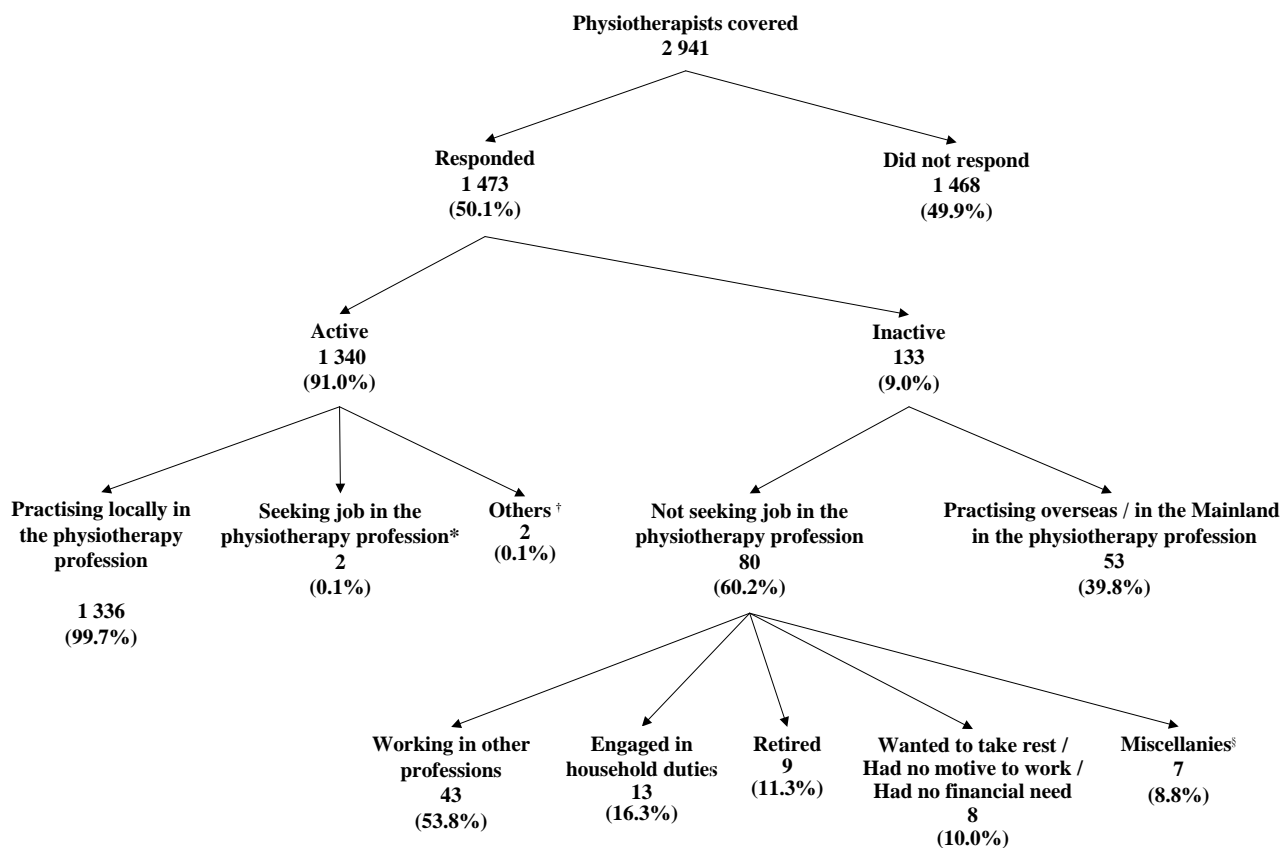 Physiotherapists covered
2 941
Responded
1 473
(50.1%)
Did not respond
1 468
(49.9%)
Active
1 340
(91.0%)
Inactive
133
(9.0%)
Practising locally in
the physiotherapy
profession
1 336
(99.7%)
Seeking job in the
physiotherapy profession*
2
(0.1%)
Others †
2
(0.1%)
Not seeking job in the
physiotherapy profession
80
(60.2%)
Practising overseas / in the Mainland
in the physiotherapy profession
53
(39.8%)
Working in other
professions
43
(53.8%)
Engaged in
household duties
13
(16.3%)
Retired
9
(11.3%)
Wanted to take rest /
Had no motive to work /
Had no financial need
8
(10.0%)
Miscellanies§
7
(8.8%)